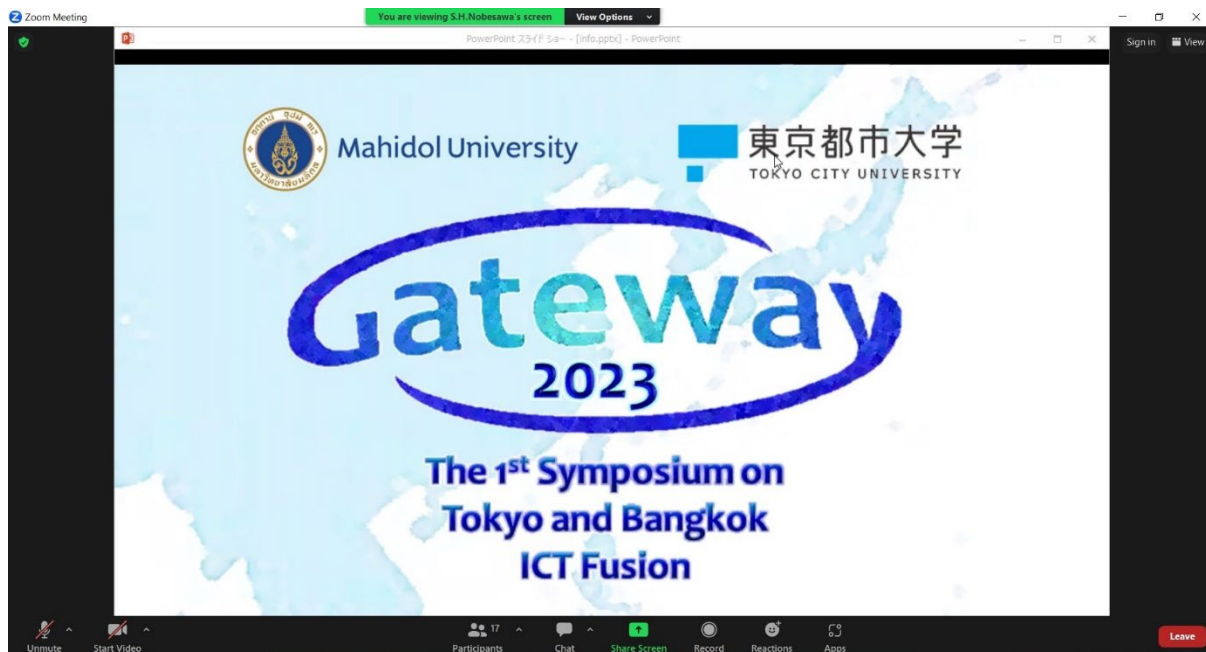 Zoom Meeting
You are viewing S.H.Nobesawa's screen
View Options
PowerPoint スライド ショー - [info.pptx] - PowerPoint
Sign in
View
Mahidol University
東京都市大学
TOKYO CITY UNIVERSITY
Gateway
2023
The 1st Symposium on
Tokyo and Bangkok
ICT Fusion
Unmute
Start Video
17
Participants
Chat
Share Screen
Record
Reactions
Apps
Leave